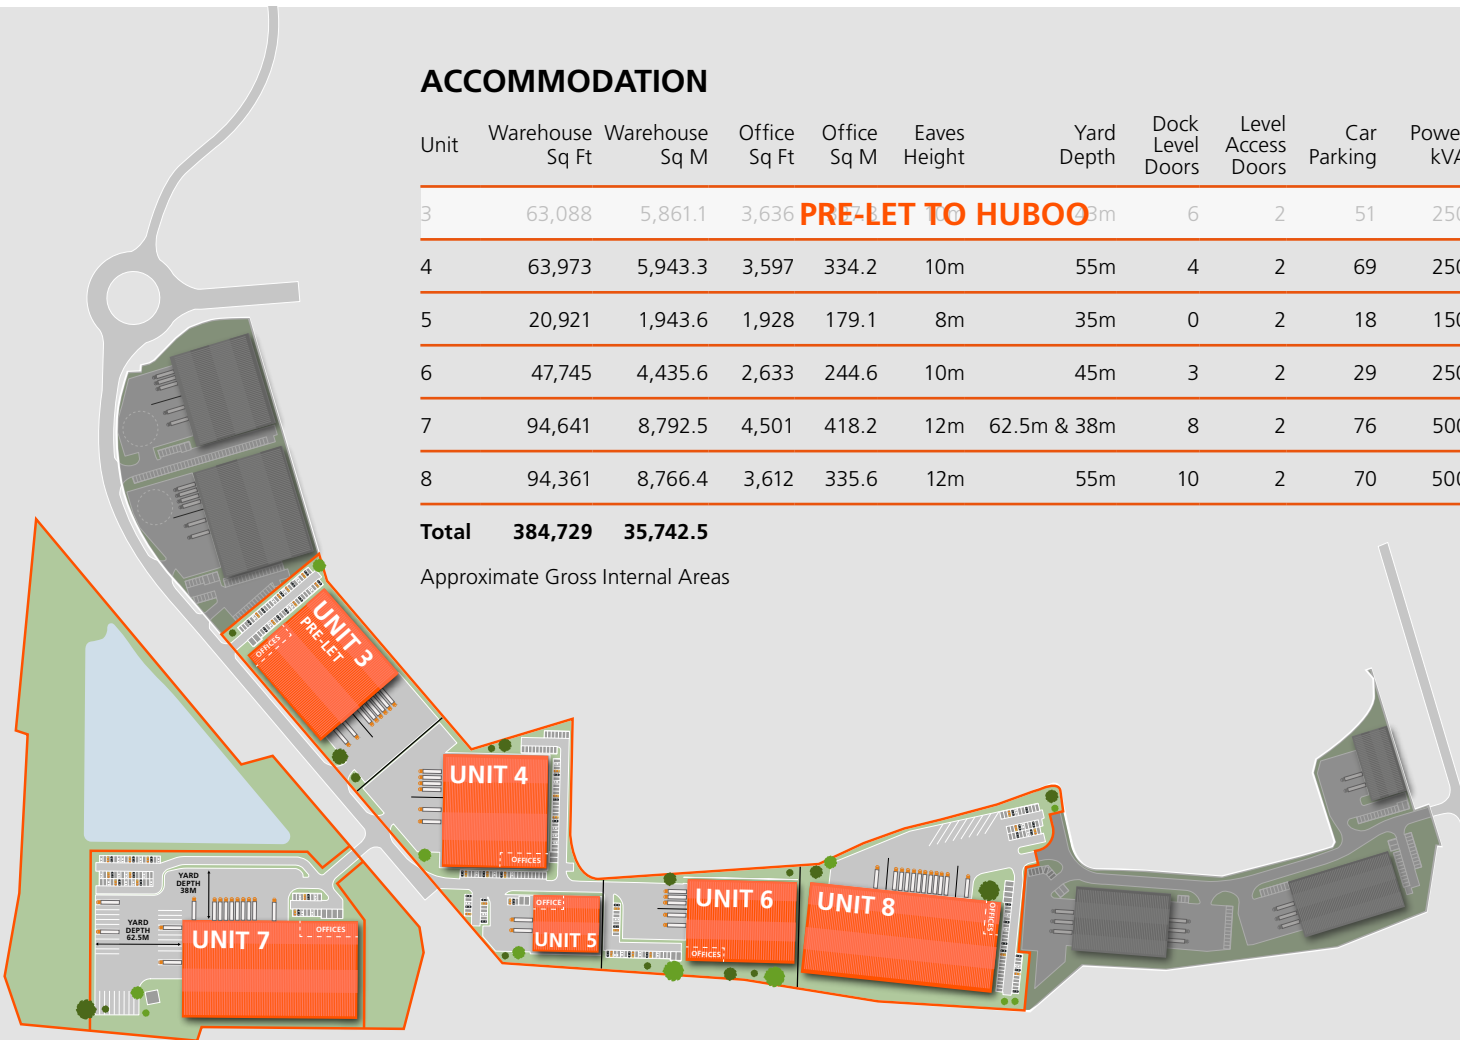 ACCOMMODATION
Unit Warehouse Sq Ft Warehouse Sq M Office Sq Ft Office Sq M Eaves Height Yard Depth Dock Level Doors Level Access Doors Car Parking Power kVA
3 63,088 5,861.1 3,636 PRE-LET TO HUBOO 6 2 51 250
4 63,973 5,943.3 3,597 334.2 10m 55m 4 2 69 250
5 20,921 1,943.6 1,928 179.1 8m 35m 0 2 18 150
6 47,745 4,435.6 2,633 244.6 10m 45m 3 2 29 250
7 94,641 8,792.5 4,501 418.2 12m 62.5m & 38m 8 2 76 500
8 94,361 8,766.4 3,612 335.6 12m 55m 10 2 70 500
Total 384,729 35,742.5
Approximate Gross Internal Areas
UNIT 3
PRE-LET
OFFICES
UNIT 4
OFFICES
OFFICE
UNIT 5
UNIT 6
OFFICES
UNIT 8
OFFICES
YARD
DEPTH
38M
YARD
DEPTH
62.5M
UNIT 7
OFFICES